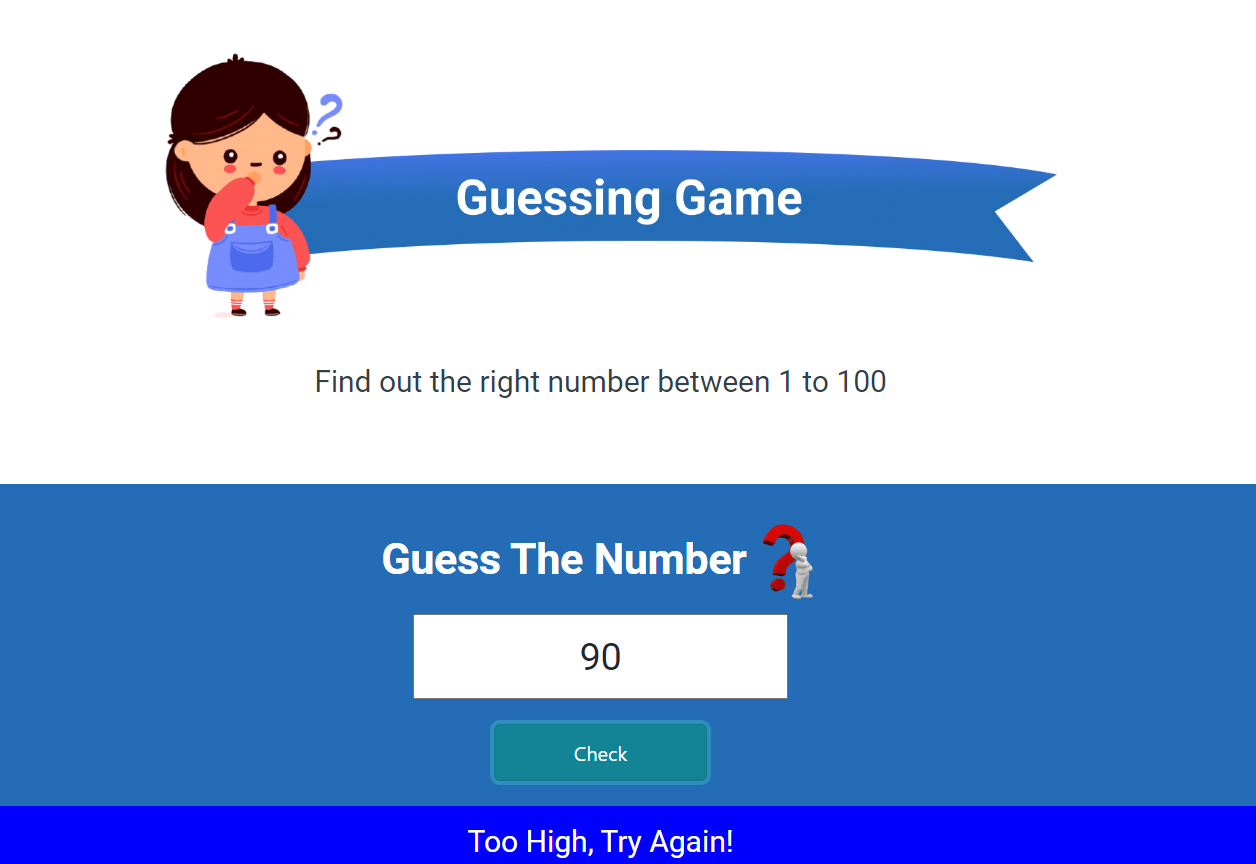 Guessing Game
Find out the right number between 1 to 100
Guess The Number
90
Check
Too High, Try Again!